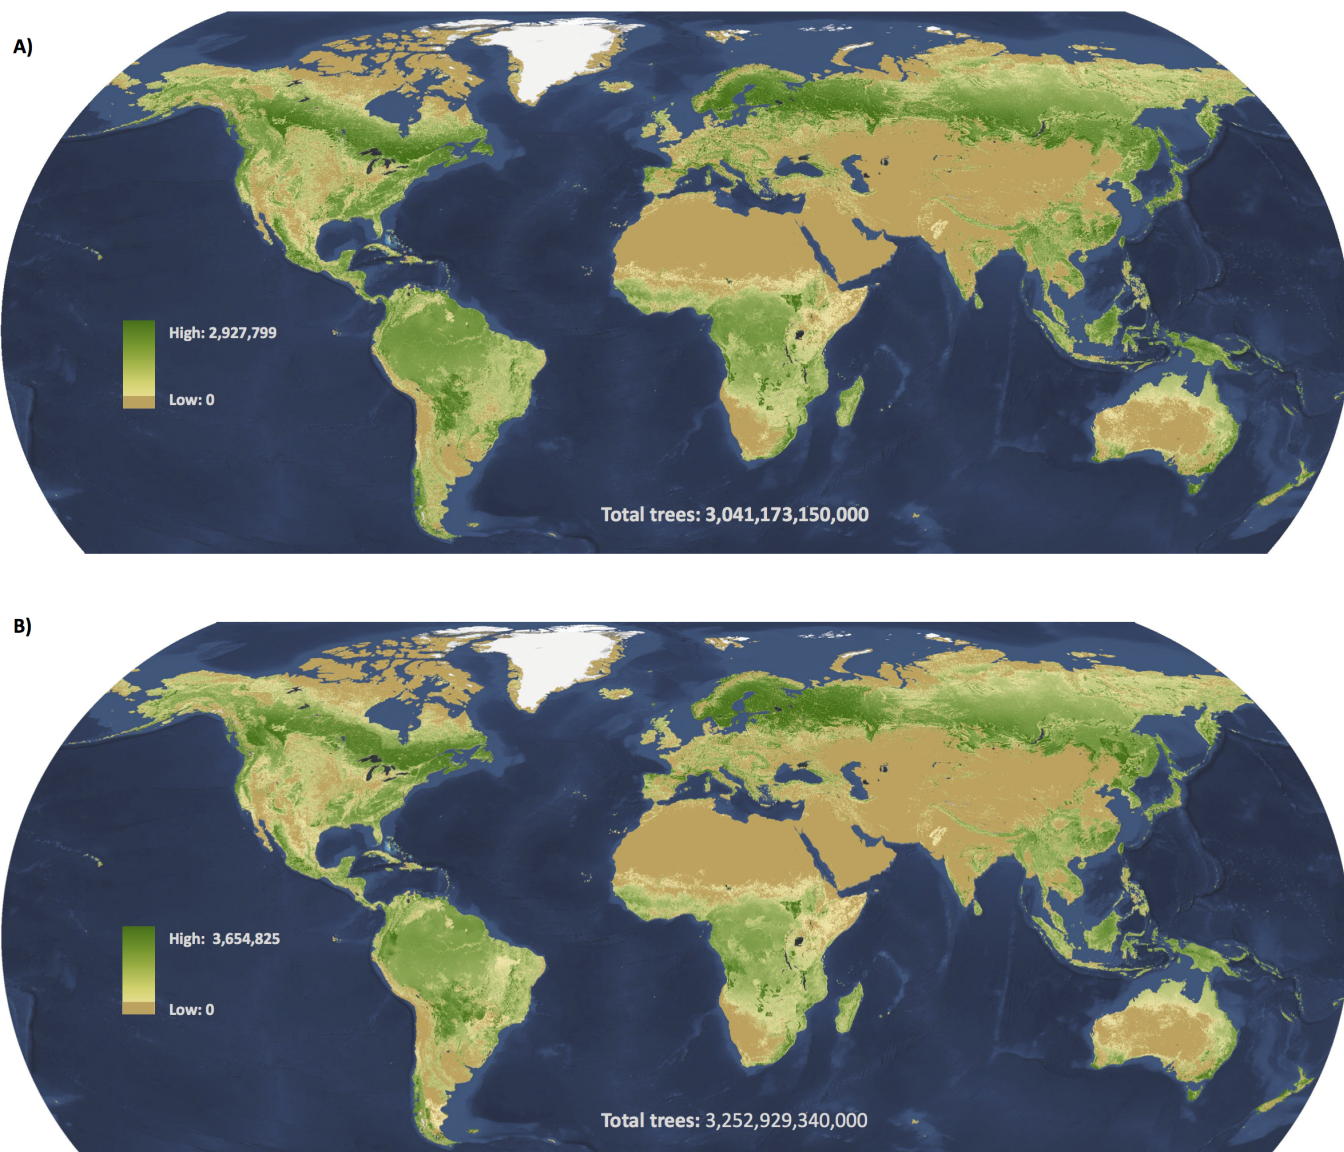 A)
High: 2,927,799
Low: 0
Total trees: 3,041,173,150,000
B)
High: 3,654,825
Low: 0
Total trees: 3,252,929,340,000